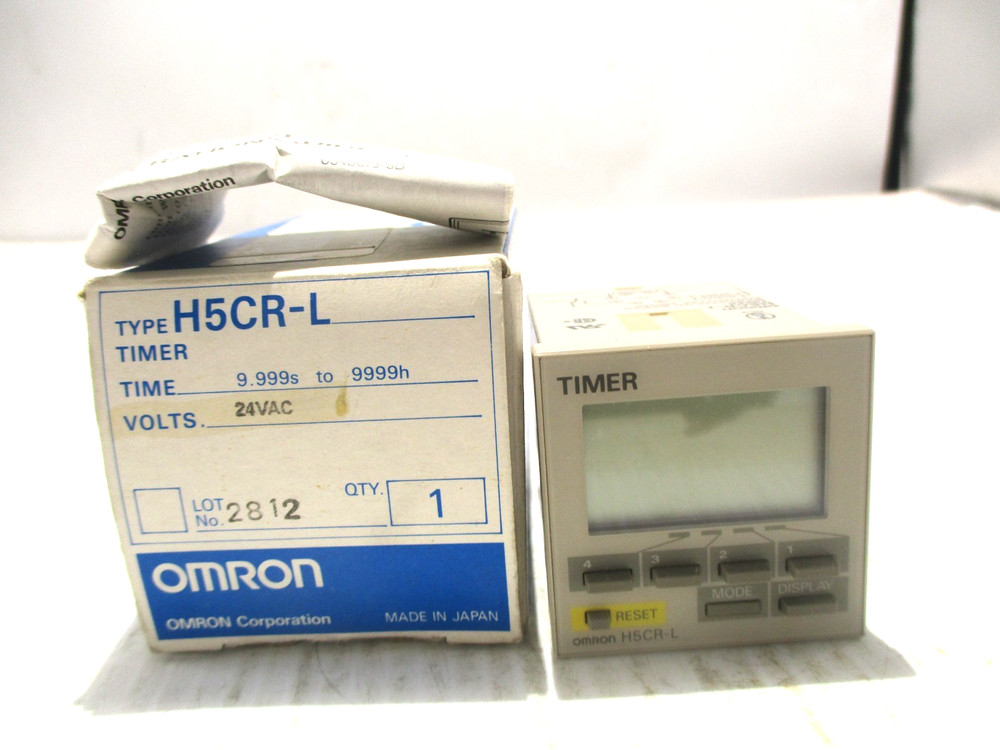 OMR Corporation
TYPE H5CR-L
TIMER
TIME 9.999s to 9999h
VOLTS. 24VAC
LOT No. 2812
QTY. 1
OMRON
OMRON Corporation
MADE IN JAPAN
TIMER
4 3 2 1
MODE DISPLAY
RESET
OMRON H5CR-L